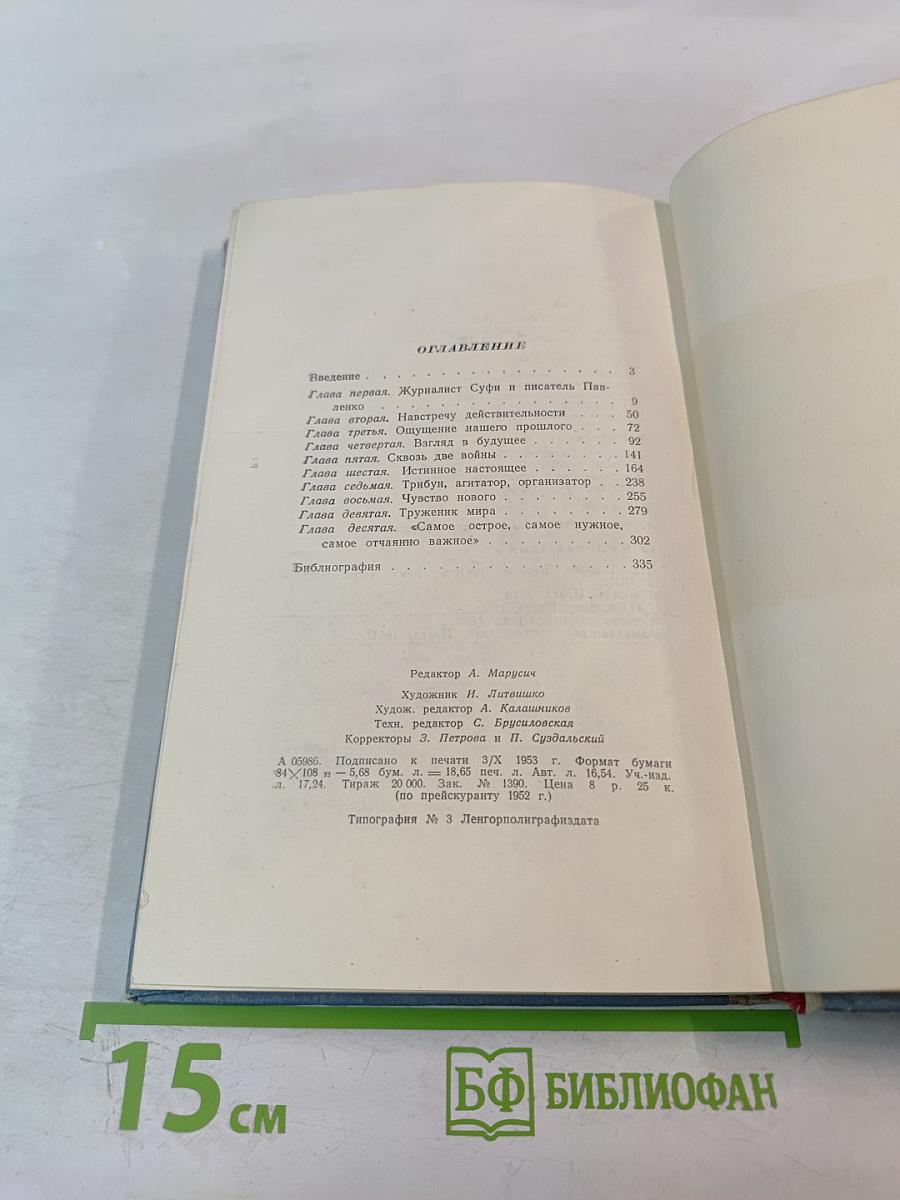 ОГЛАВЛЕНИЕ
Введение . . . . . . . . . . . . . . . . . 3
Глава первая. Журналист Суфи и писатель Пав-
ленко . . . . . . . . . . . . . . . . 9
Глава вторая. Навстречу действительности . . . 50
Глава третья. Ощущение нашего прошлого . . . 72
Глава четвертая. Взгляд в будущее . . . . . . 92
Глава пятая. Сквозь две войны . . . . . . . . 141
Глава шестая. Истинное настоящее . . . . . . 164
Глава седьмая. Трибун, агитатор, организатор . . 238
Глава восьмая. Чувство нового . . . . . . . . 255
Глава девятая. Труженик мира . . . . . . . . 279
Глава десятая. «Самое острое, самое нужное,
самое отчаянно важное» . . . . . . . . . 302
Библиография . . . . . . . . . . . . . . . 335
Редактор А. Марусич
Художник И. Литвишко
Худож. редактор А. Калашников
Техн. редактор С. Брусиловская
Корректоры З. Петрова и П. Суздальский
А 05986. Подписано к печати 3/X 1953 г. Формат бумаги
84×108 32 — 5,68 бум. л. = 18,65 печ. л. Авт. л. 16,54. Уч.-изд.
л. 17,24. Тираж 20 000. Зак. № 1390. Цена 8 р. 25 к.
(по прейскуранту 1952 г.)
Типография № 3 Ленгорполиграфиздата
15 см
БФ БИБЛИОФАН